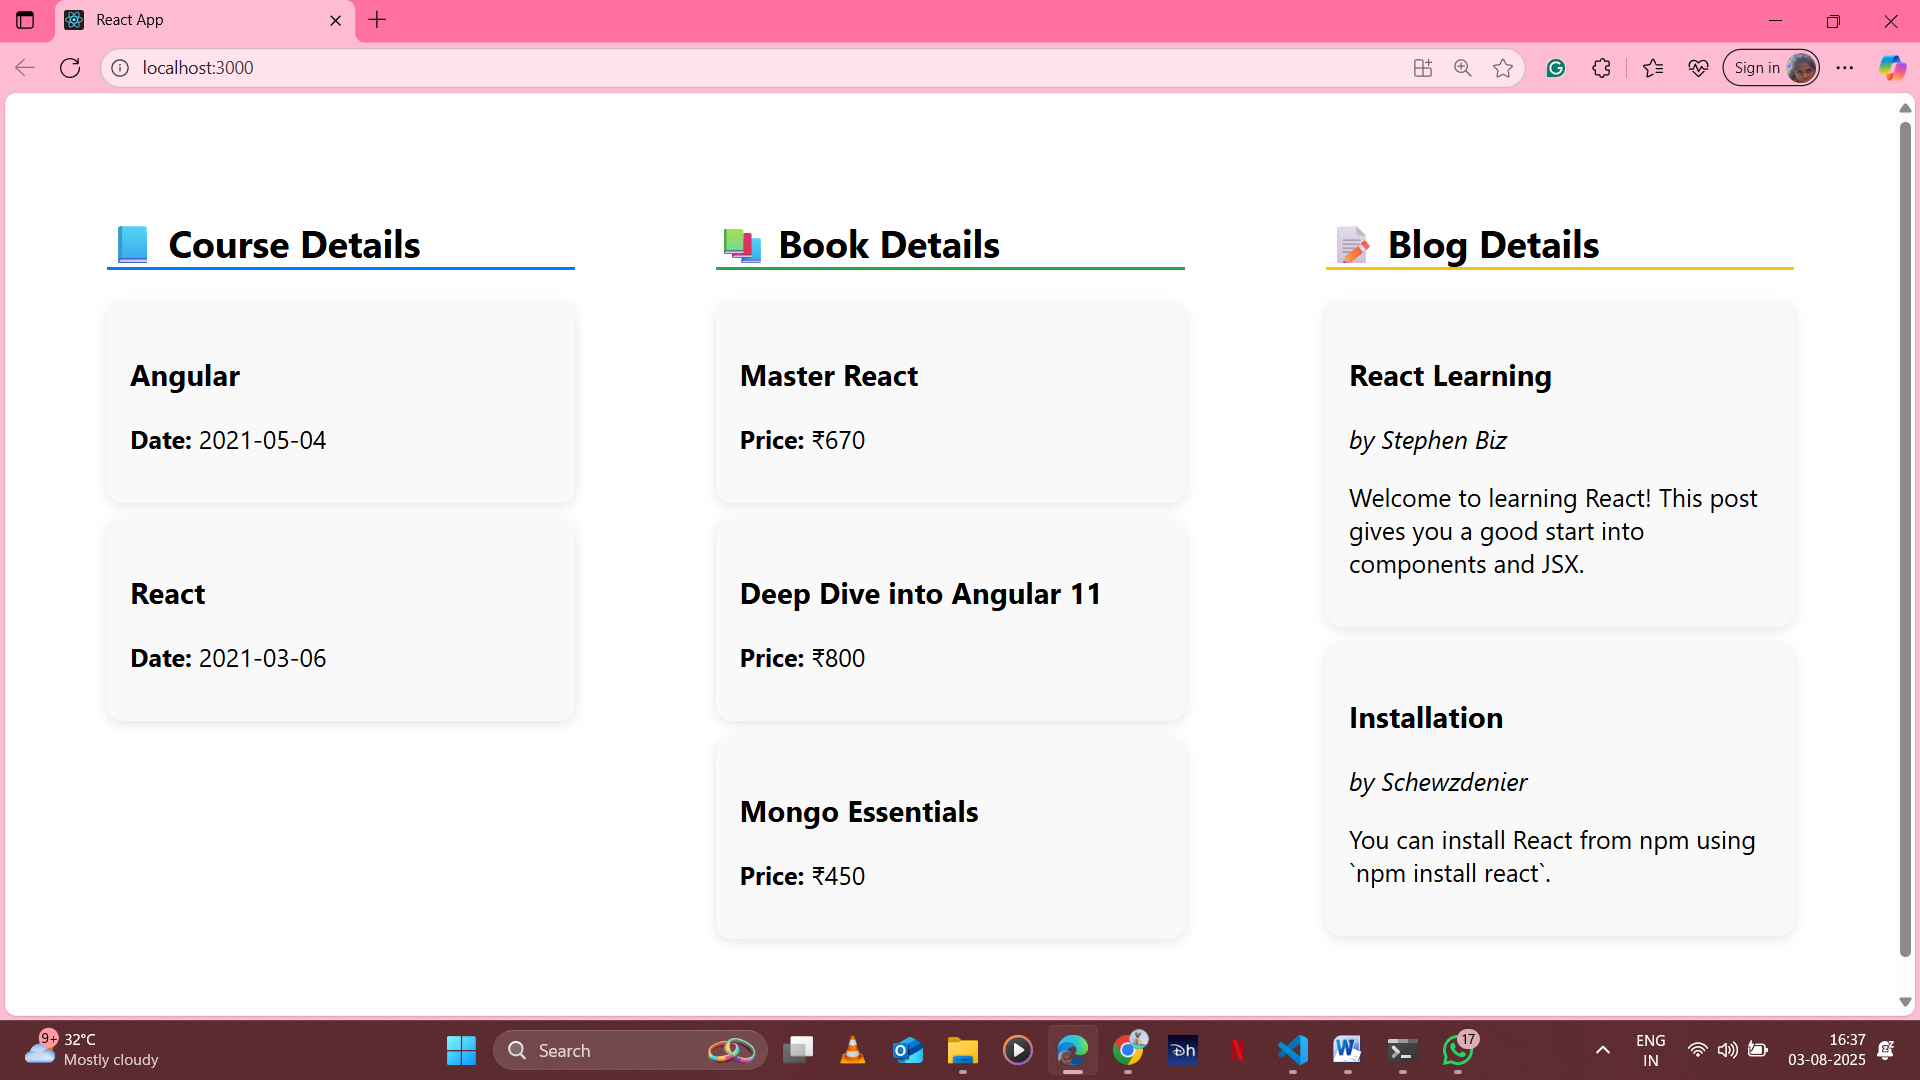 React App
localhost:3000
Sign in
Course Details
Angular
Date: 2021-05-04
React
Date: 2021-03-06
Book Details
Master React
Price: ₹670
Deep Dive into Angular 11
Price: ₹800
Mongo Essentials
Price: ₹450
Blog Details
React Learning
by Stephen Biz
Welcome to learning React! This post
gives you a good start into
components and JSX.
Installation
by Schewzdenier
You can install React from npm using
`npm install react`.
9+
32°C
Mostly cloudy
Search
17
ENG
IN
16:37
03-08-2025